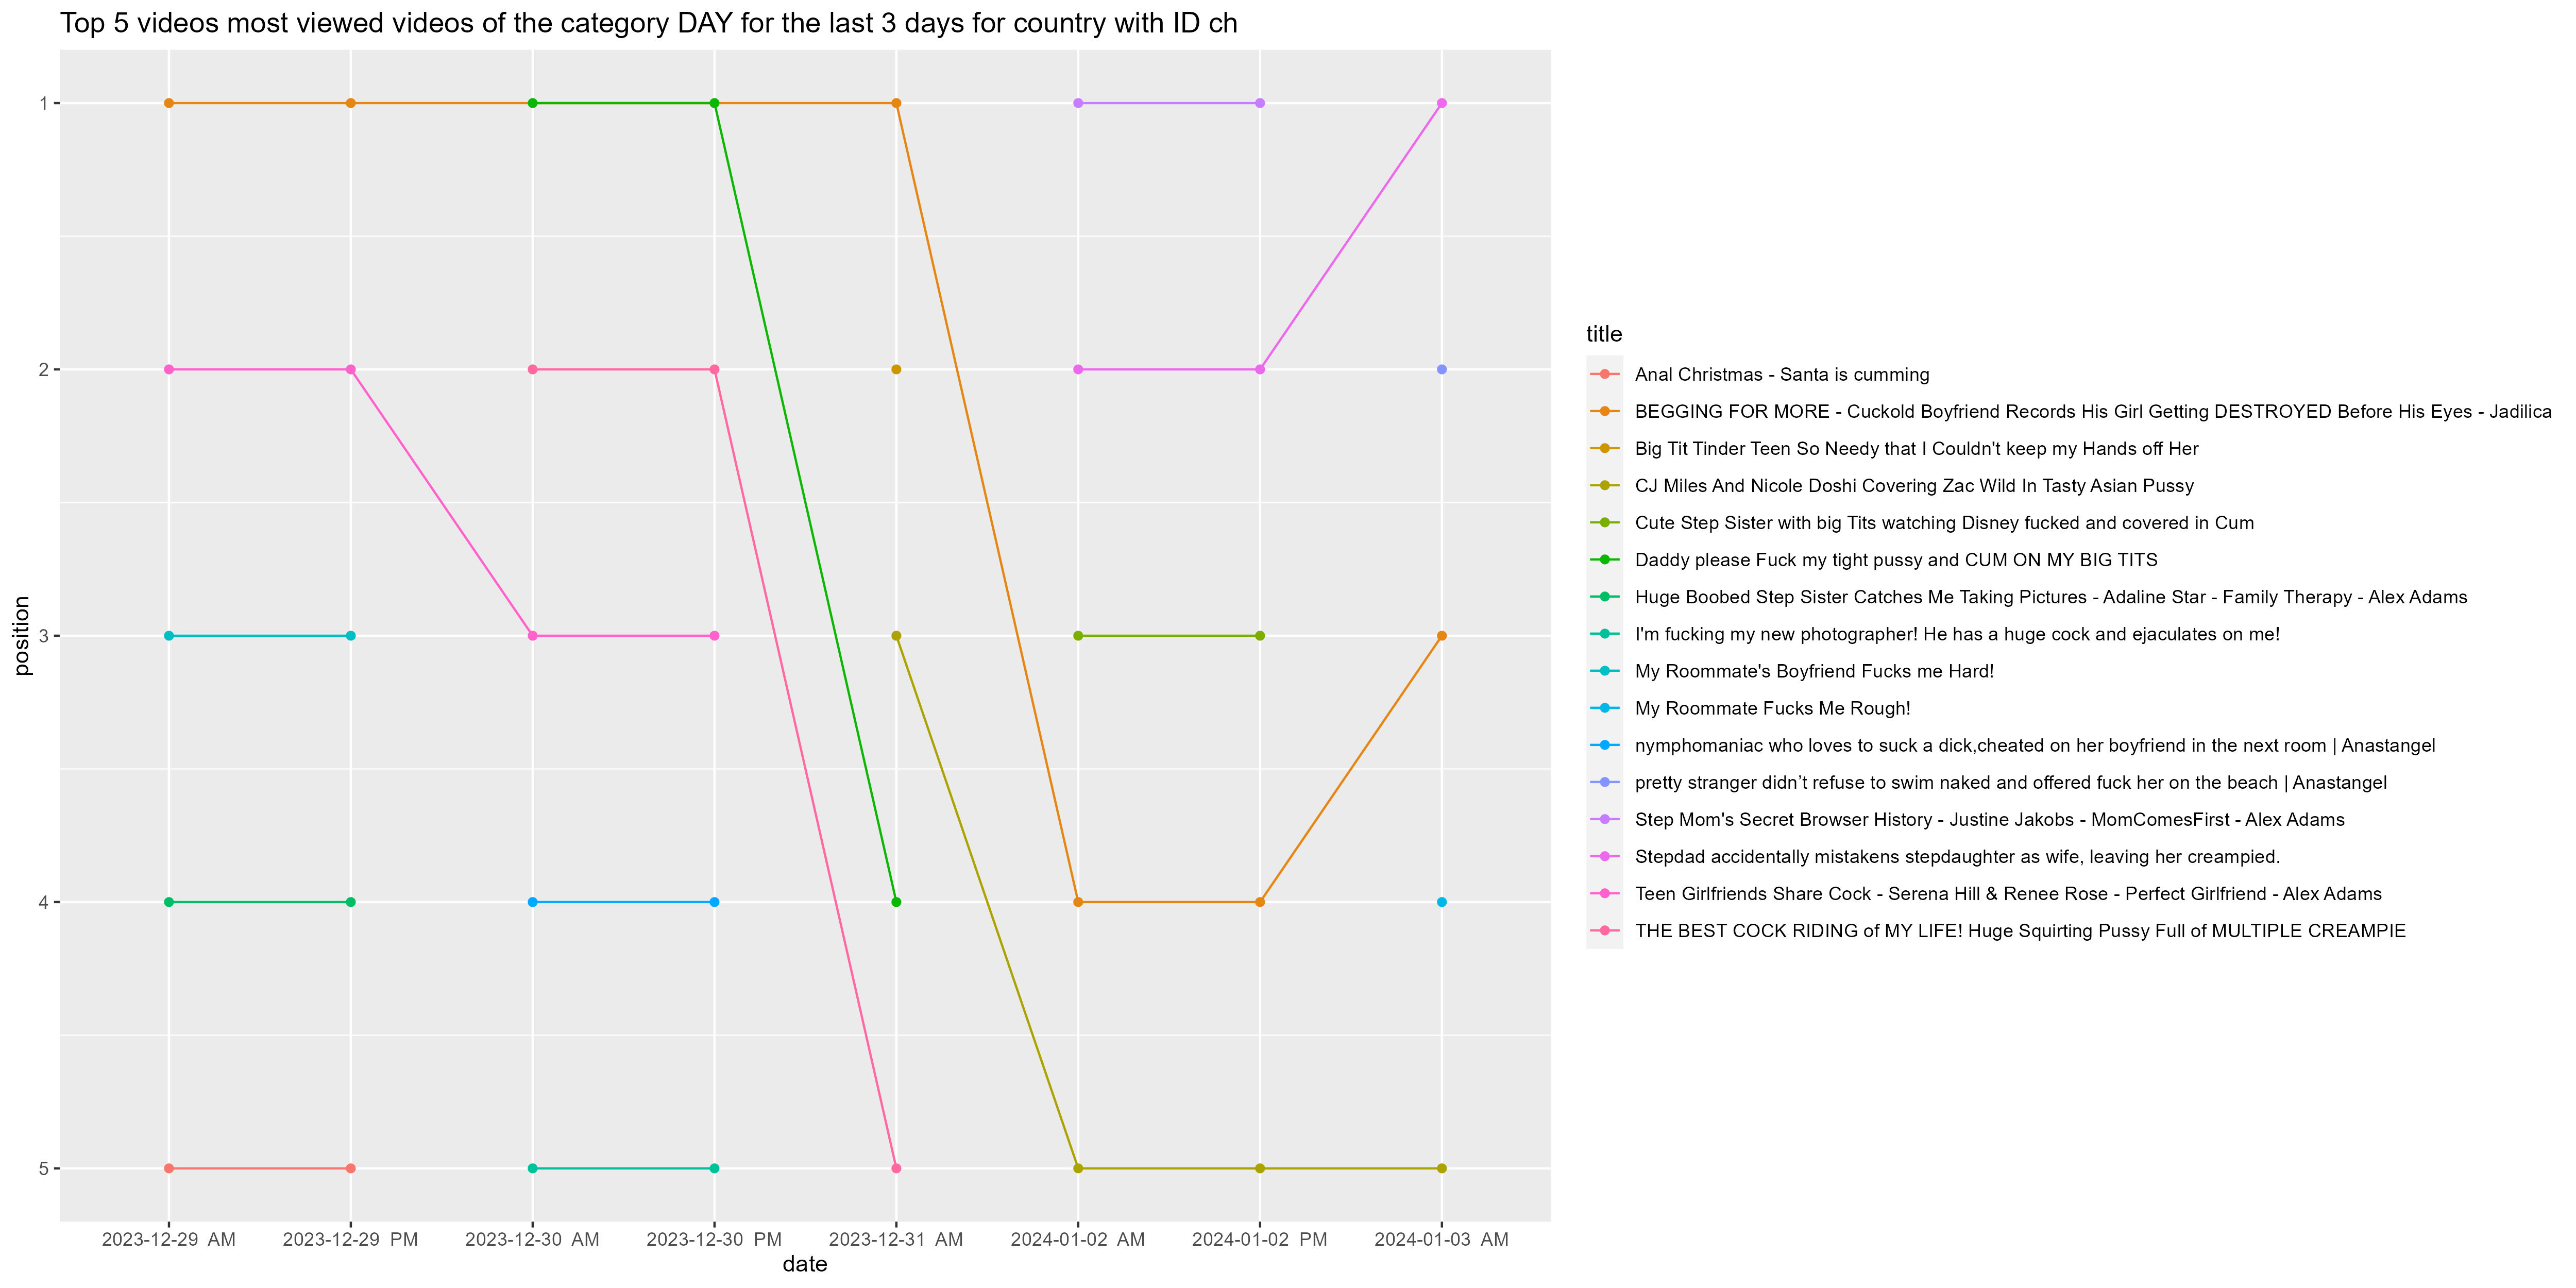 Top 5 videos most viewed videos of the category DAY for the last 3 days for country with ID ch
position
1
2
3
4
5
2023-12-29 AM
2023-12-29 PM
2023-12-30 AM
2023-12-30 PM
2023-12-31 AM
2024-01-02 AM
2024-01-02 PM
2024-01-03 AM
date
title
Anal Christmas - Santa is cumming
BEGGING FOR MORE - Cuckold Boyfriend Records His Girl Getting DESTROYED Before His Eyes - Jadilica
Big Tit Tinder Teen So Needy that I Couldn't keep my Hands off Her
CJ Miles And Nicole Doshi Covering Zac Wild In Tasty Asian Pussy
Cute Step Sister with big Tits watching Disney fucked and covered in Cum
Daddy please Fuck my tight pussy and CUM ON MY BIG TITS
Huge Boobed Step Sister Catches Me Taking Pictures - Adaline Star - Family Therapy - Alex Adams
I'm fucking my new photographer! He has a huge cock and ejaculates on me!
My Roommate's Boyfriend Fucks me Hard!
My Roommate Fucks Me Rough!
nymphomaniac who loves to suck a dick,cheated on her boyfriend in the next room | Anastangel
pretty stranger didn’t refuse to swim naked and offered fuck her on the beach | Anastangel
Step Mom's Secret Browser History - Justine Jakobs - MomComesFirst - Alex Adams
Stepdad accidentally mistakens stepdaughter as wife, leaving her creampied.
Teen Girlfriends Share Cock - Serena Hill & Renee Rose - Perfect Girlfriend - Alex Adams
THE BEST COCK RIDING of MY LIFE! Huge Squirting Pussy Full of MULTIPLE CREAMPIE